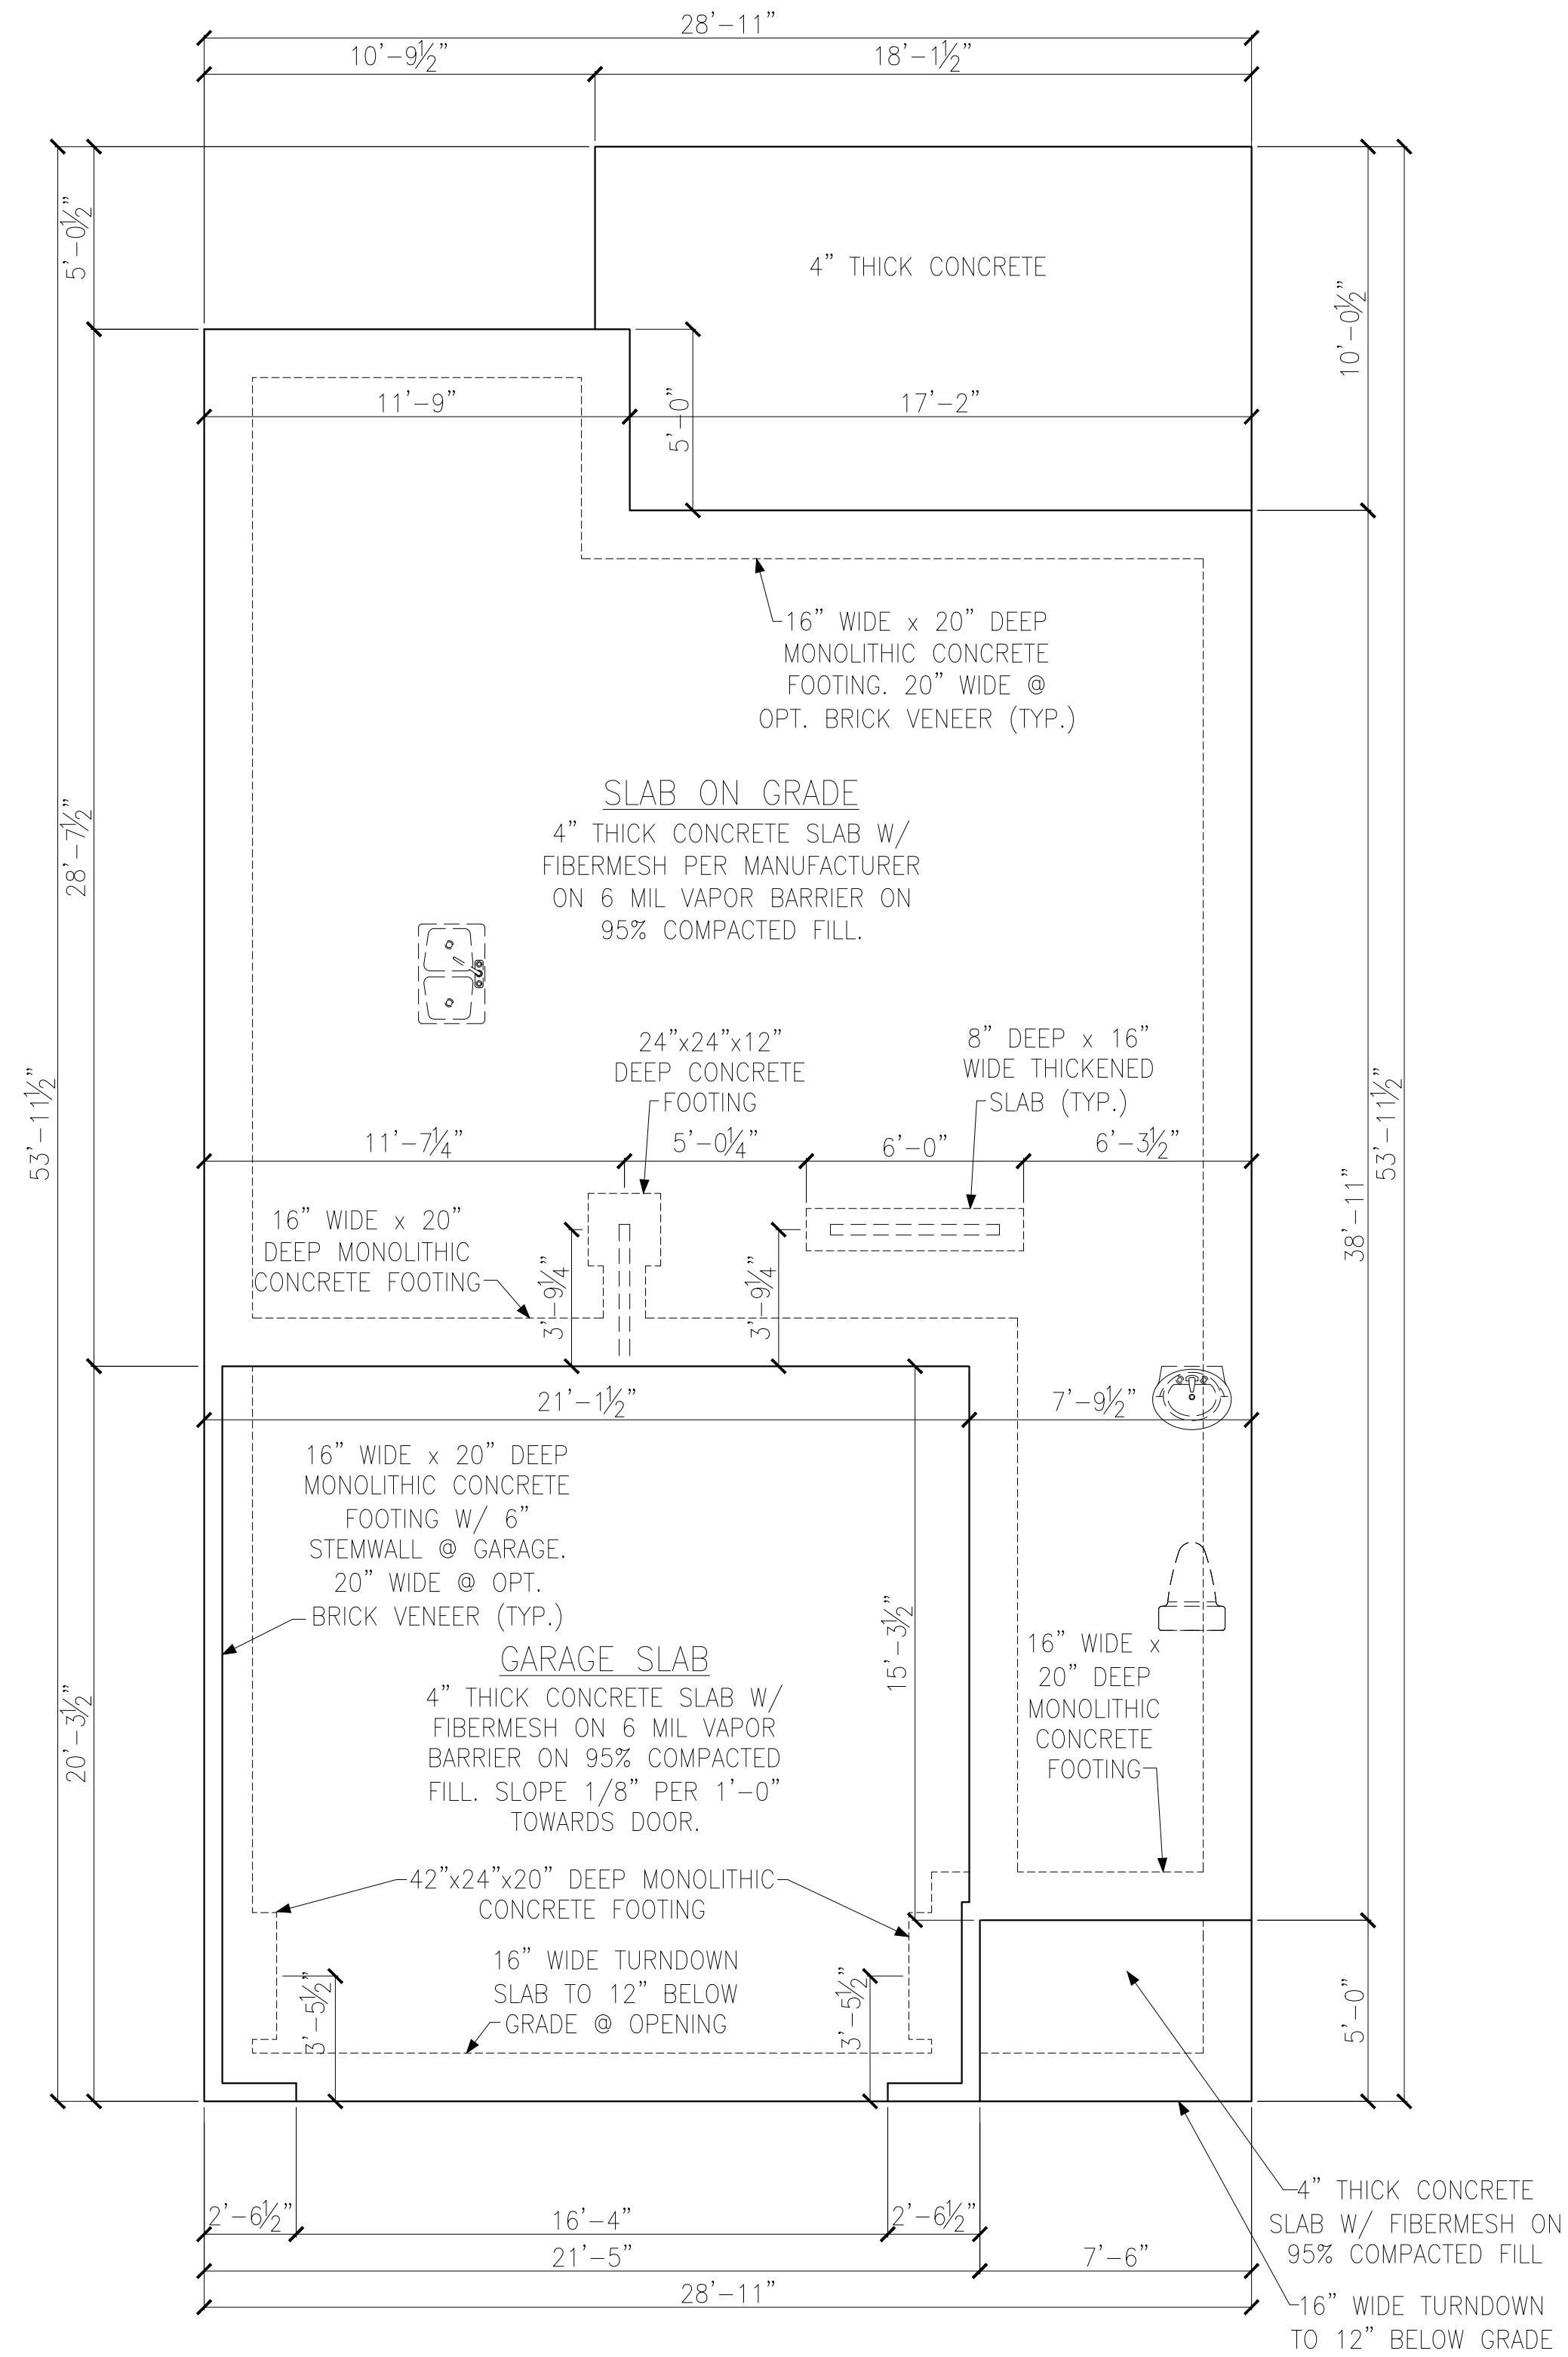 28'-11"
10'-9½"
18'-1½"
5'-0½"
4" THICK CONCRETE
10'-0½"
11'-9"
5'-0"
17'-2"
16" WIDE x 20" DEEP
MONOLITHIC CONCRETE
FOOTING. 20" WIDE @
OPT. BRICK VENEER (TYP.)
SLAB ON GRADE
4" THICK CONCRETE SLAB W/
FIBERMESH PER MANUFACTURER
ON 6 MIL VAPOR BARRIER ON
95% COMPACTED FILL.
28'-7½"
53'-11½"
24"x24"x12"
DEEP CONCRETE
FOOTING
8" DEEP x 16"
WIDE THICKENED
SLAB (TYP.)
53'-11½"
38'-11"
11'-7¼"
5'-0¼"
6'-0"
6'-3½"
16" WIDE x 20"
DEEP MONOLITHIC
CONCRETE FOOTING
3'-9¼"
3'-9¼"
21'-1½"
7'-9½"
16" WIDE x 20" DEEP
MONOLITHIC CONCRETE
FOOTING W/ 6"
STEMWALL @ GARAGE.
20" WIDE @ OPT.
BRICK VENEER (TYP.)
15'-3½"
20'-3½"
GARAGE SLAB
4" THICK CONCRETE SLAB W/
FIBERMESH ON 6 MIL VAPOR
BARRIER ON 95% COMPACTED
FILL. SLOPE 1/8" PER 1'-0"
TOWARDS DOOR.
16" WIDE x
20" DEEP
MONOLITHIC
CONCRETE
FOOTING
42"x24"x20" DEEP MONOLITHIC
CONCRETE FOOTING
16" WIDE TURNDOWN
SLAB TO 12" BELOW
GRADE @ OPENING
3'-5½"
3'-5½"
5'-0"
2'-6½"
16'-4"
2'-6½"
21'-5"
7'-6"
28'-11"
4" THICK CONCRETE
SLAB W/ FIBERMESH ON
95% COMPACTED FILL
16" WIDE TURNDOWN
TO 12" BELOW GRADE